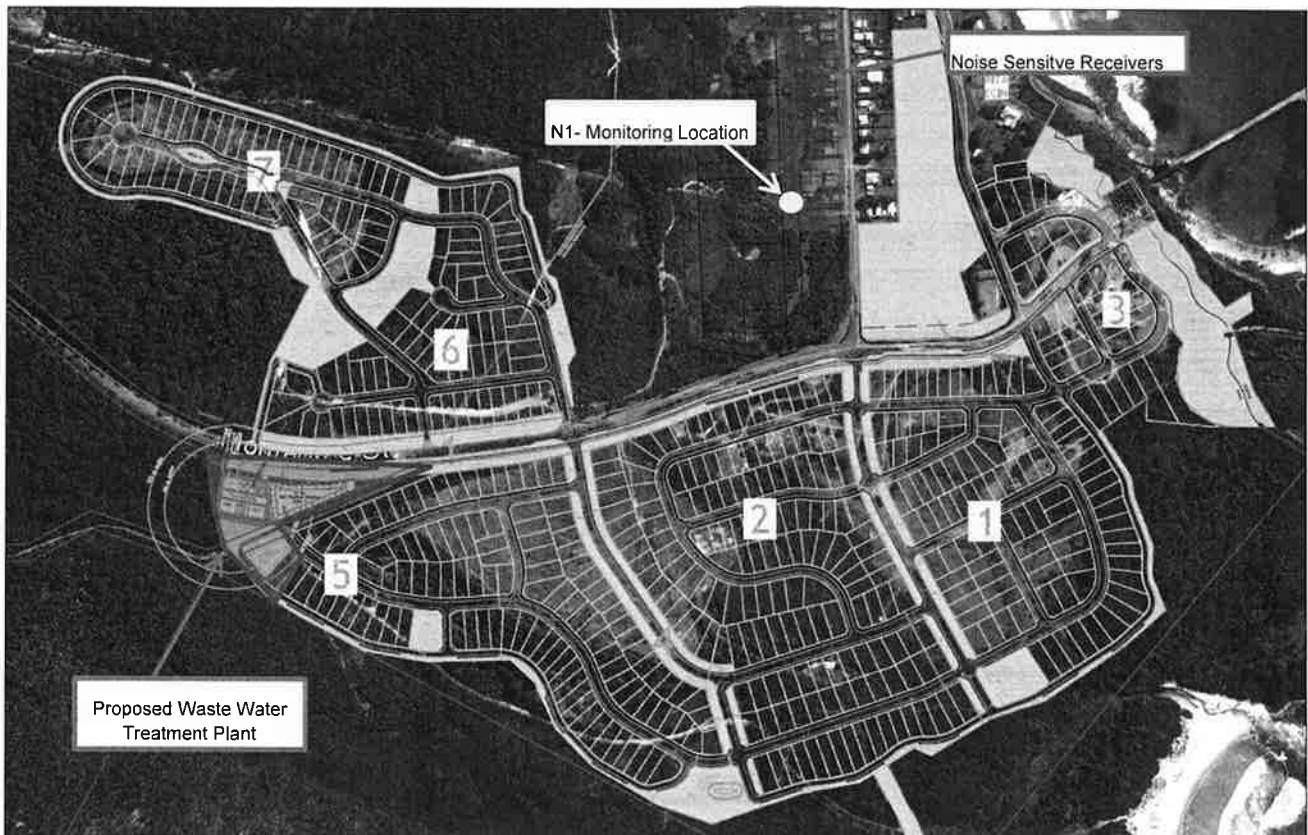 Noise Sensitve Receivers
N1- Monitoring Location
7
3
6
2
1
5
Proposed Waste Water
Treatment Plant